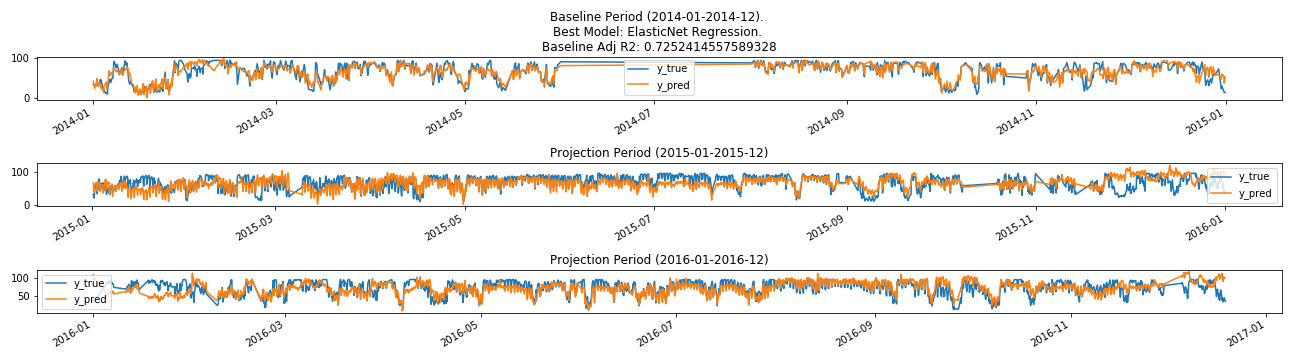 Baseline Period (2014-01-2014-12).
Best Model: ElasticNet Regression.
Baseline Adj R2: 0.7252414557589328
100
0
y_true
y_pred
2014-01
2014-03
2014-05
2014-07
2014-09
2014-11
2015-01
Projection Period (2015-01-2015-12)
100
0
y_true
y_pred
2015-01
2015-03
2015-05
2015-07
2015-09
2015-11
2016-01
Projection Period (2016-01-2016-12)
100
50
y_true
y_pred
2016-01
2016-03
2016-05
2016-07
2016-09
2016-11
2017-01